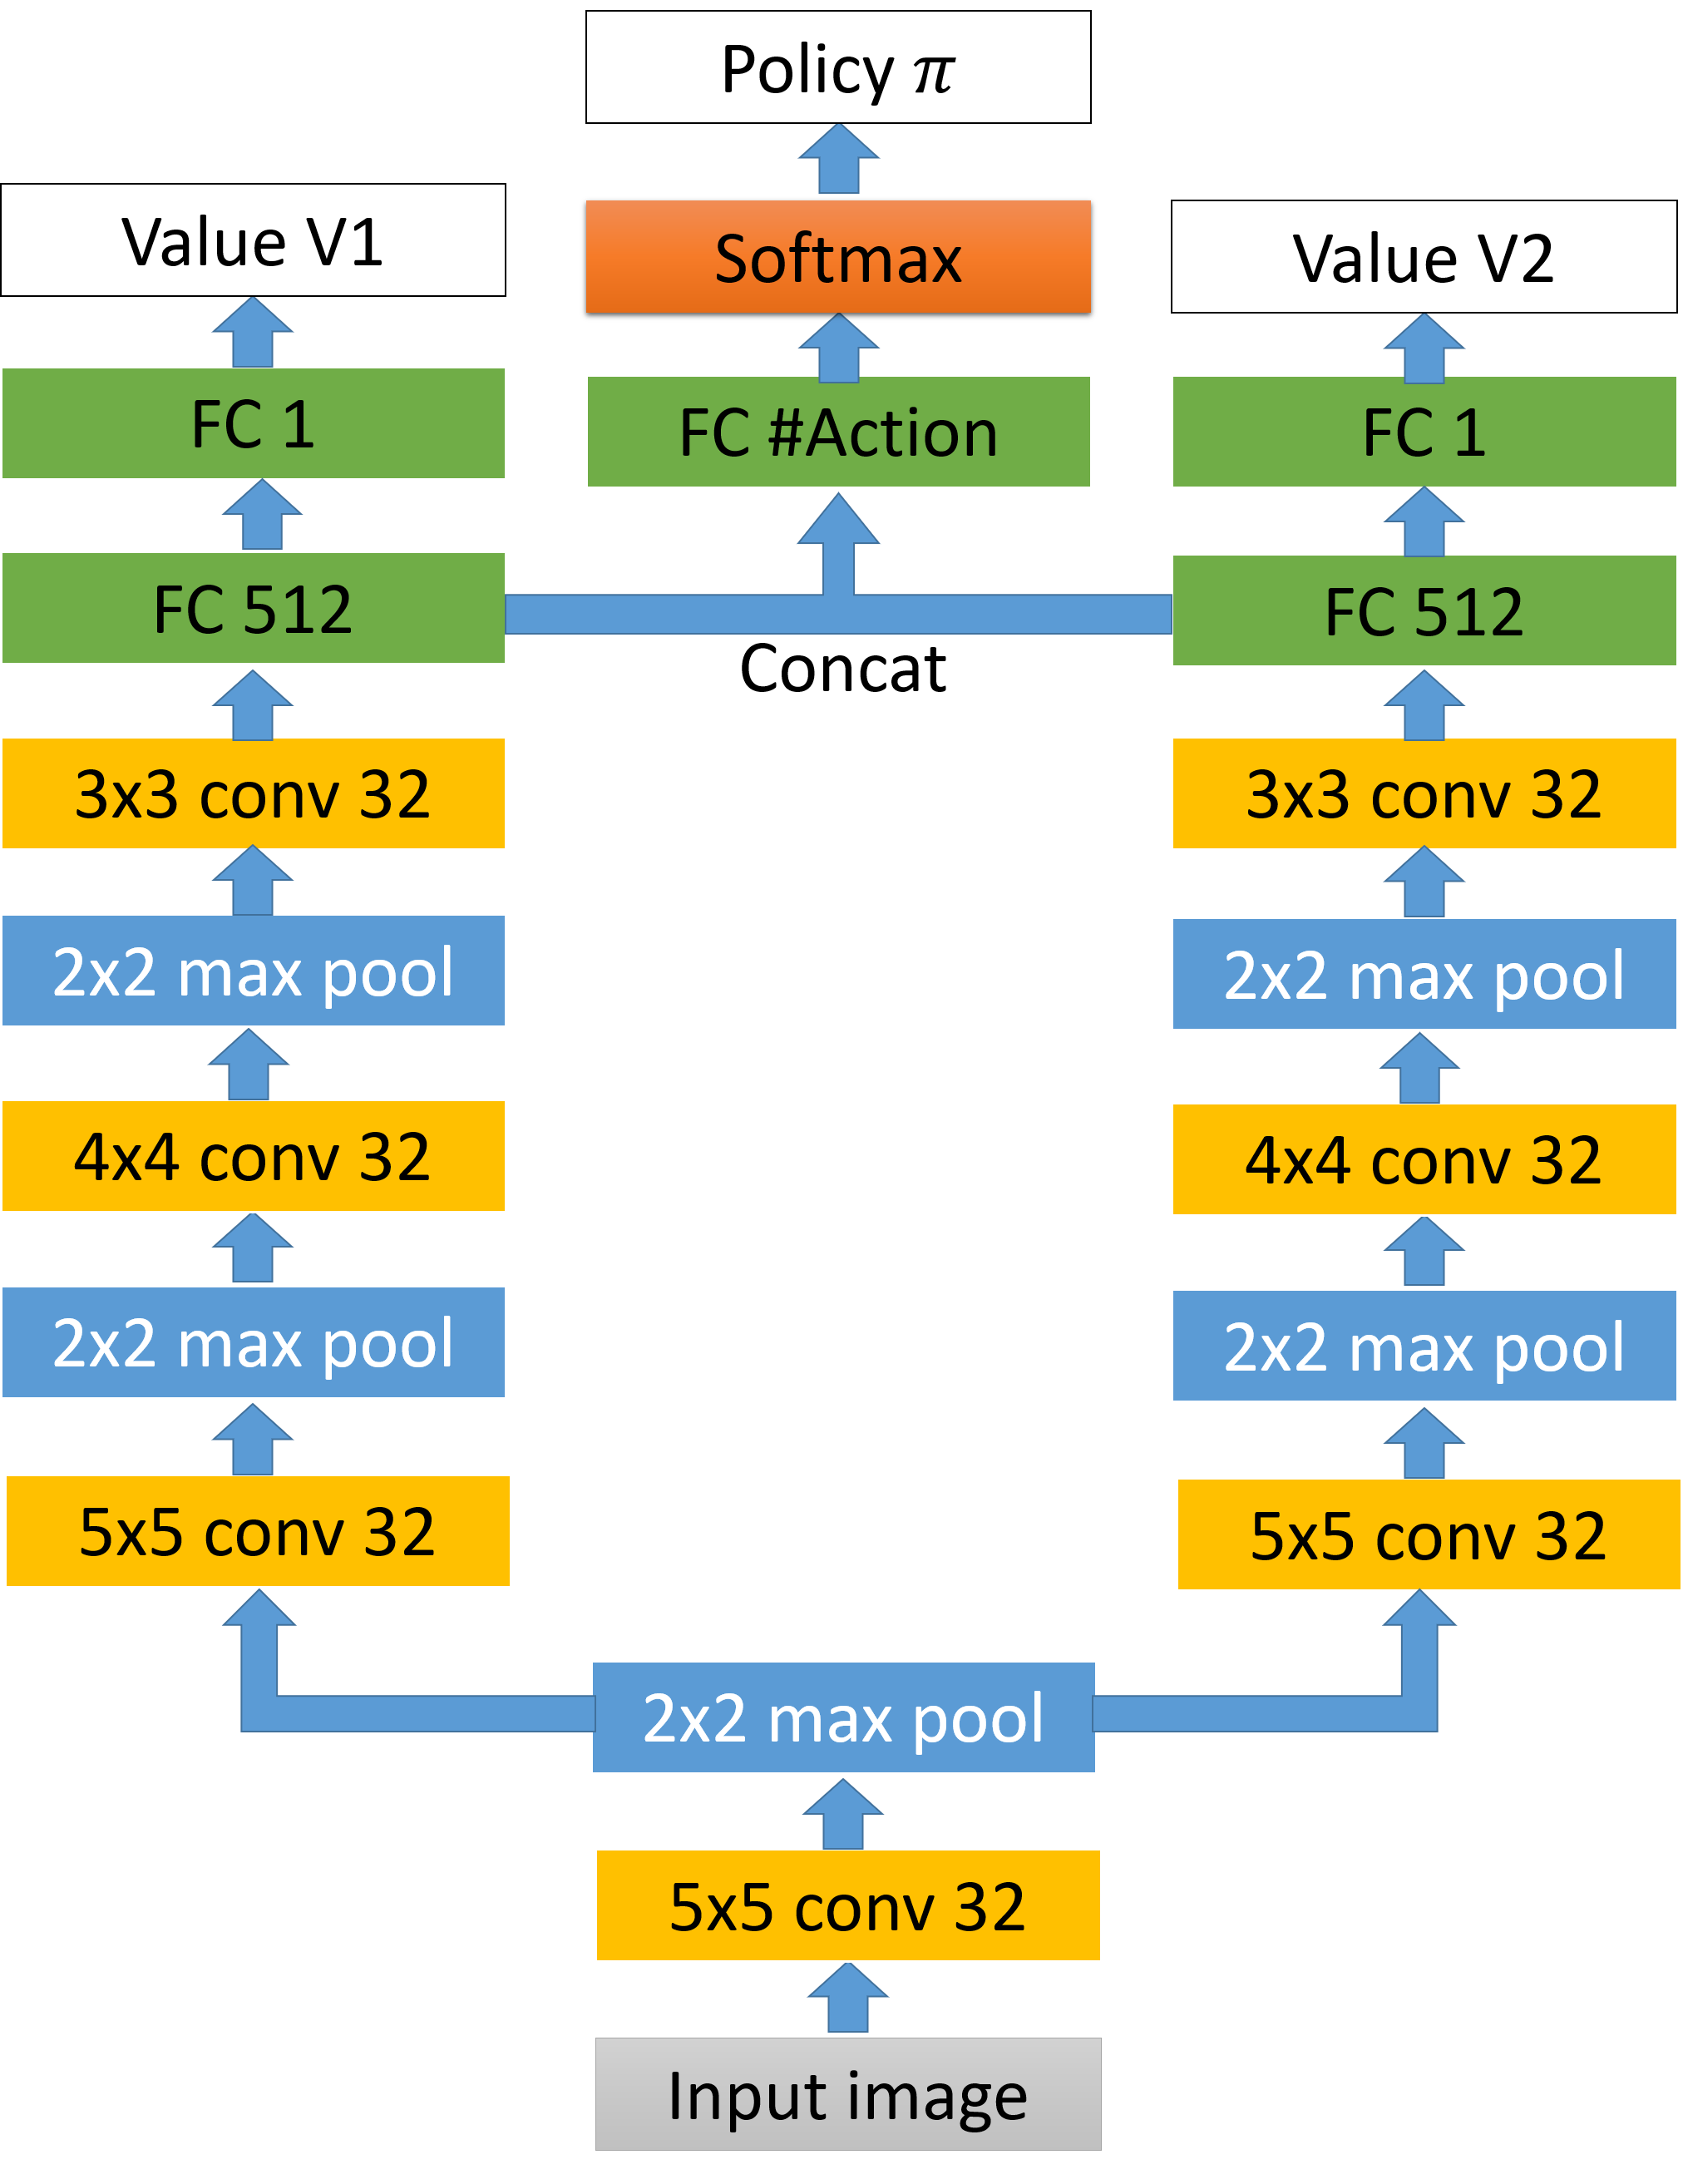 Policy π
Value V1
Softmax
Value V2
FC 1
FC #Action
FC 1
FC 512
FC 512
Concat
3x3 conv 32
3x3 conv 32
2x2 max pool
2x2 max pool
4x4 conv 32
4x4 conv 32
2x2 max pool
2x2 max pool
5x5 conv 32
5x5 conv 32
2x2 max pool
5x5 conv 32
Input image